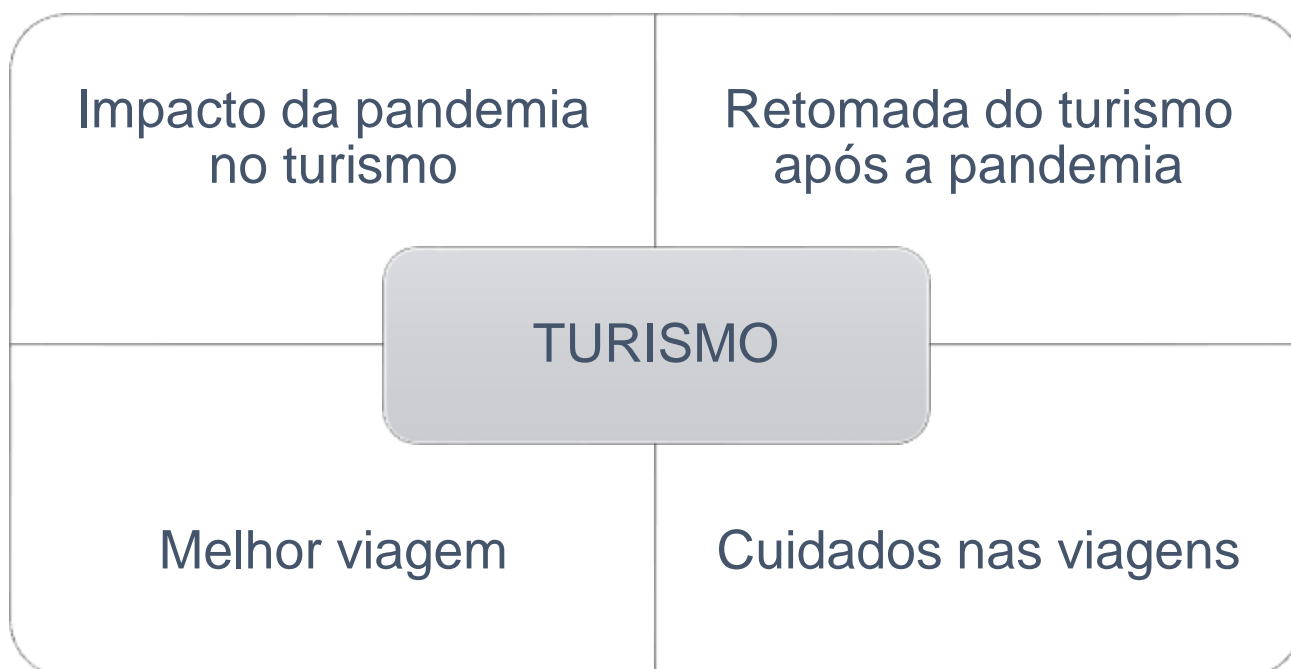 Impacto da pandemia
no turismo
Retomada do turismo
após a pandemia
TURISMO
Melhor viagem
Cuidados nas viagens